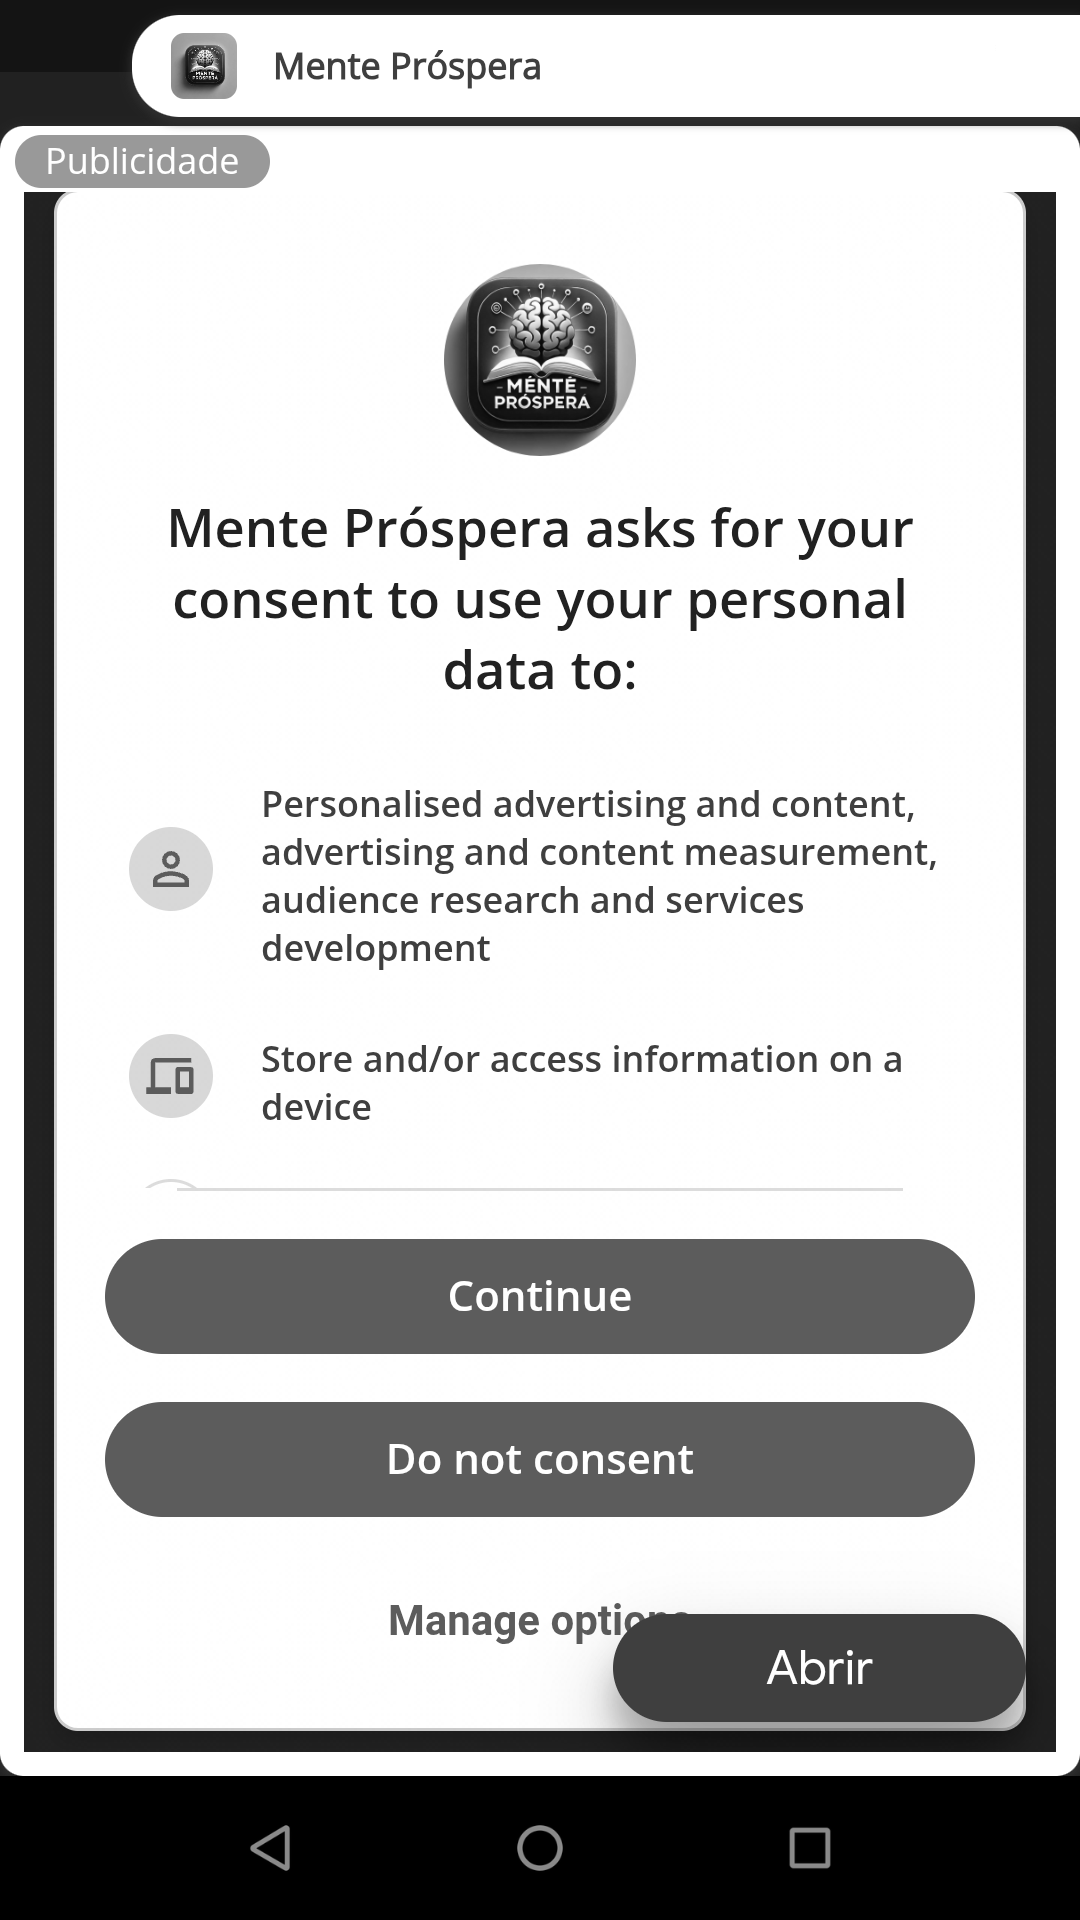 Mente Próspera
Publicidade
MENTE
PRÓSPERA
Mente Próspera asks for your
consent to use your personal
data to:
Personalised advertising and content,
advertising and content measurement,
audience research and services
development
Store and/or access information on a
device
Continue
Do not consent
Manage options
Abrir